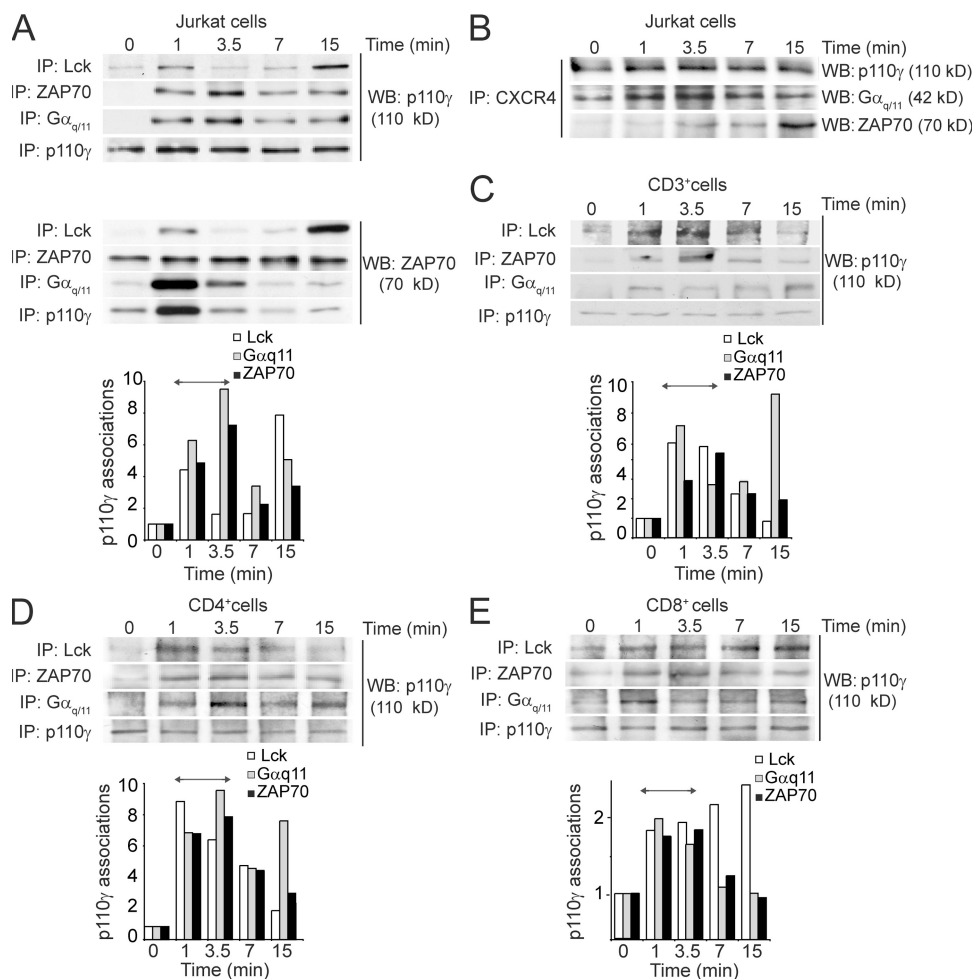 A
Jurkat cells
0 1 3.5 7 15 Time (min)
IP: Lck
IP: ZAP70
IP: Gαq/11
IP: p110γ
WB: p110γ
(110 kD)
IP: Lck
IP: ZAP70
IP: Gαq/11
IP: p110γ
WB: ZAP70
(70 kD)
Lck
Gαq11
ZAP70
p110γ associations
10
8
6
4
2
0
0 1 3.5 7 15
Time (min)
B
Jurkat cells
0 1 3.5 7 15 Time (min)
IP: CXCR4
WB: p110γ (110 kD)
WB: Gαq/11 (42 kD)
WB: ZAP70 (70 kD)
C
CD3+cells
0 1 3.5 7 15 Time (min)
IP: Lck
IP: ZAP70
IP: Gαq/11
IP: p110γ
WB: p110γ
(110 kD)
Lck
Gαq11
ZAP70
p110γ associations
10
8
6
4
2
0
0 1 3.5 7 15
Time (min)
D
CD4+cells
0 1 3.5 7 15 Time (min)
IP: Lck
IP: ZAP70
IP: Gαq/11
IP: p110γ
WB: p110γ
(110 kD)
Lck
Gαq11
ZAP70
p110γ associations
10
8
6
4
2
0
0 1 3.5 7 15
Time (min)
E
CD8+ cells
0 1 3.5 7 15 Time (min)
IP: Lck
IP: ZAP70
IP: Gαq/11
IP: p110γ
WB: p110γ
(110 kD)
Lck
Gαq11
ZAP70
p110γ associations
2
1
0 1 3.5 7 15
Time (min)